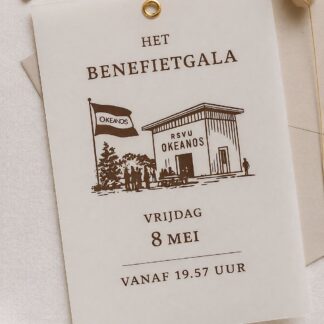 HET
BENEFIETGALA
OKEANOS
RSVU
OKEANOS
VRIJDAG
8 MEI
VANAF 19.57 UUR